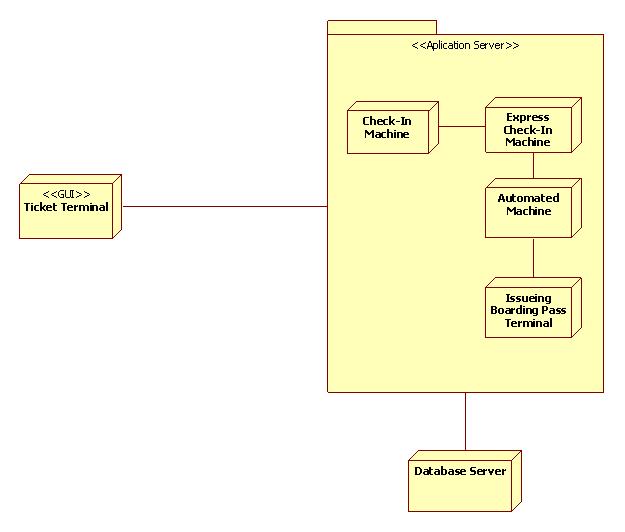 <<Aplication Server>>
Check-In
Machine
Express
Check-In
Machine
<<GUI>>
Ticket Terminal
Automated
Machine
Issueing
Boarding Pass
Terminal
Database Server